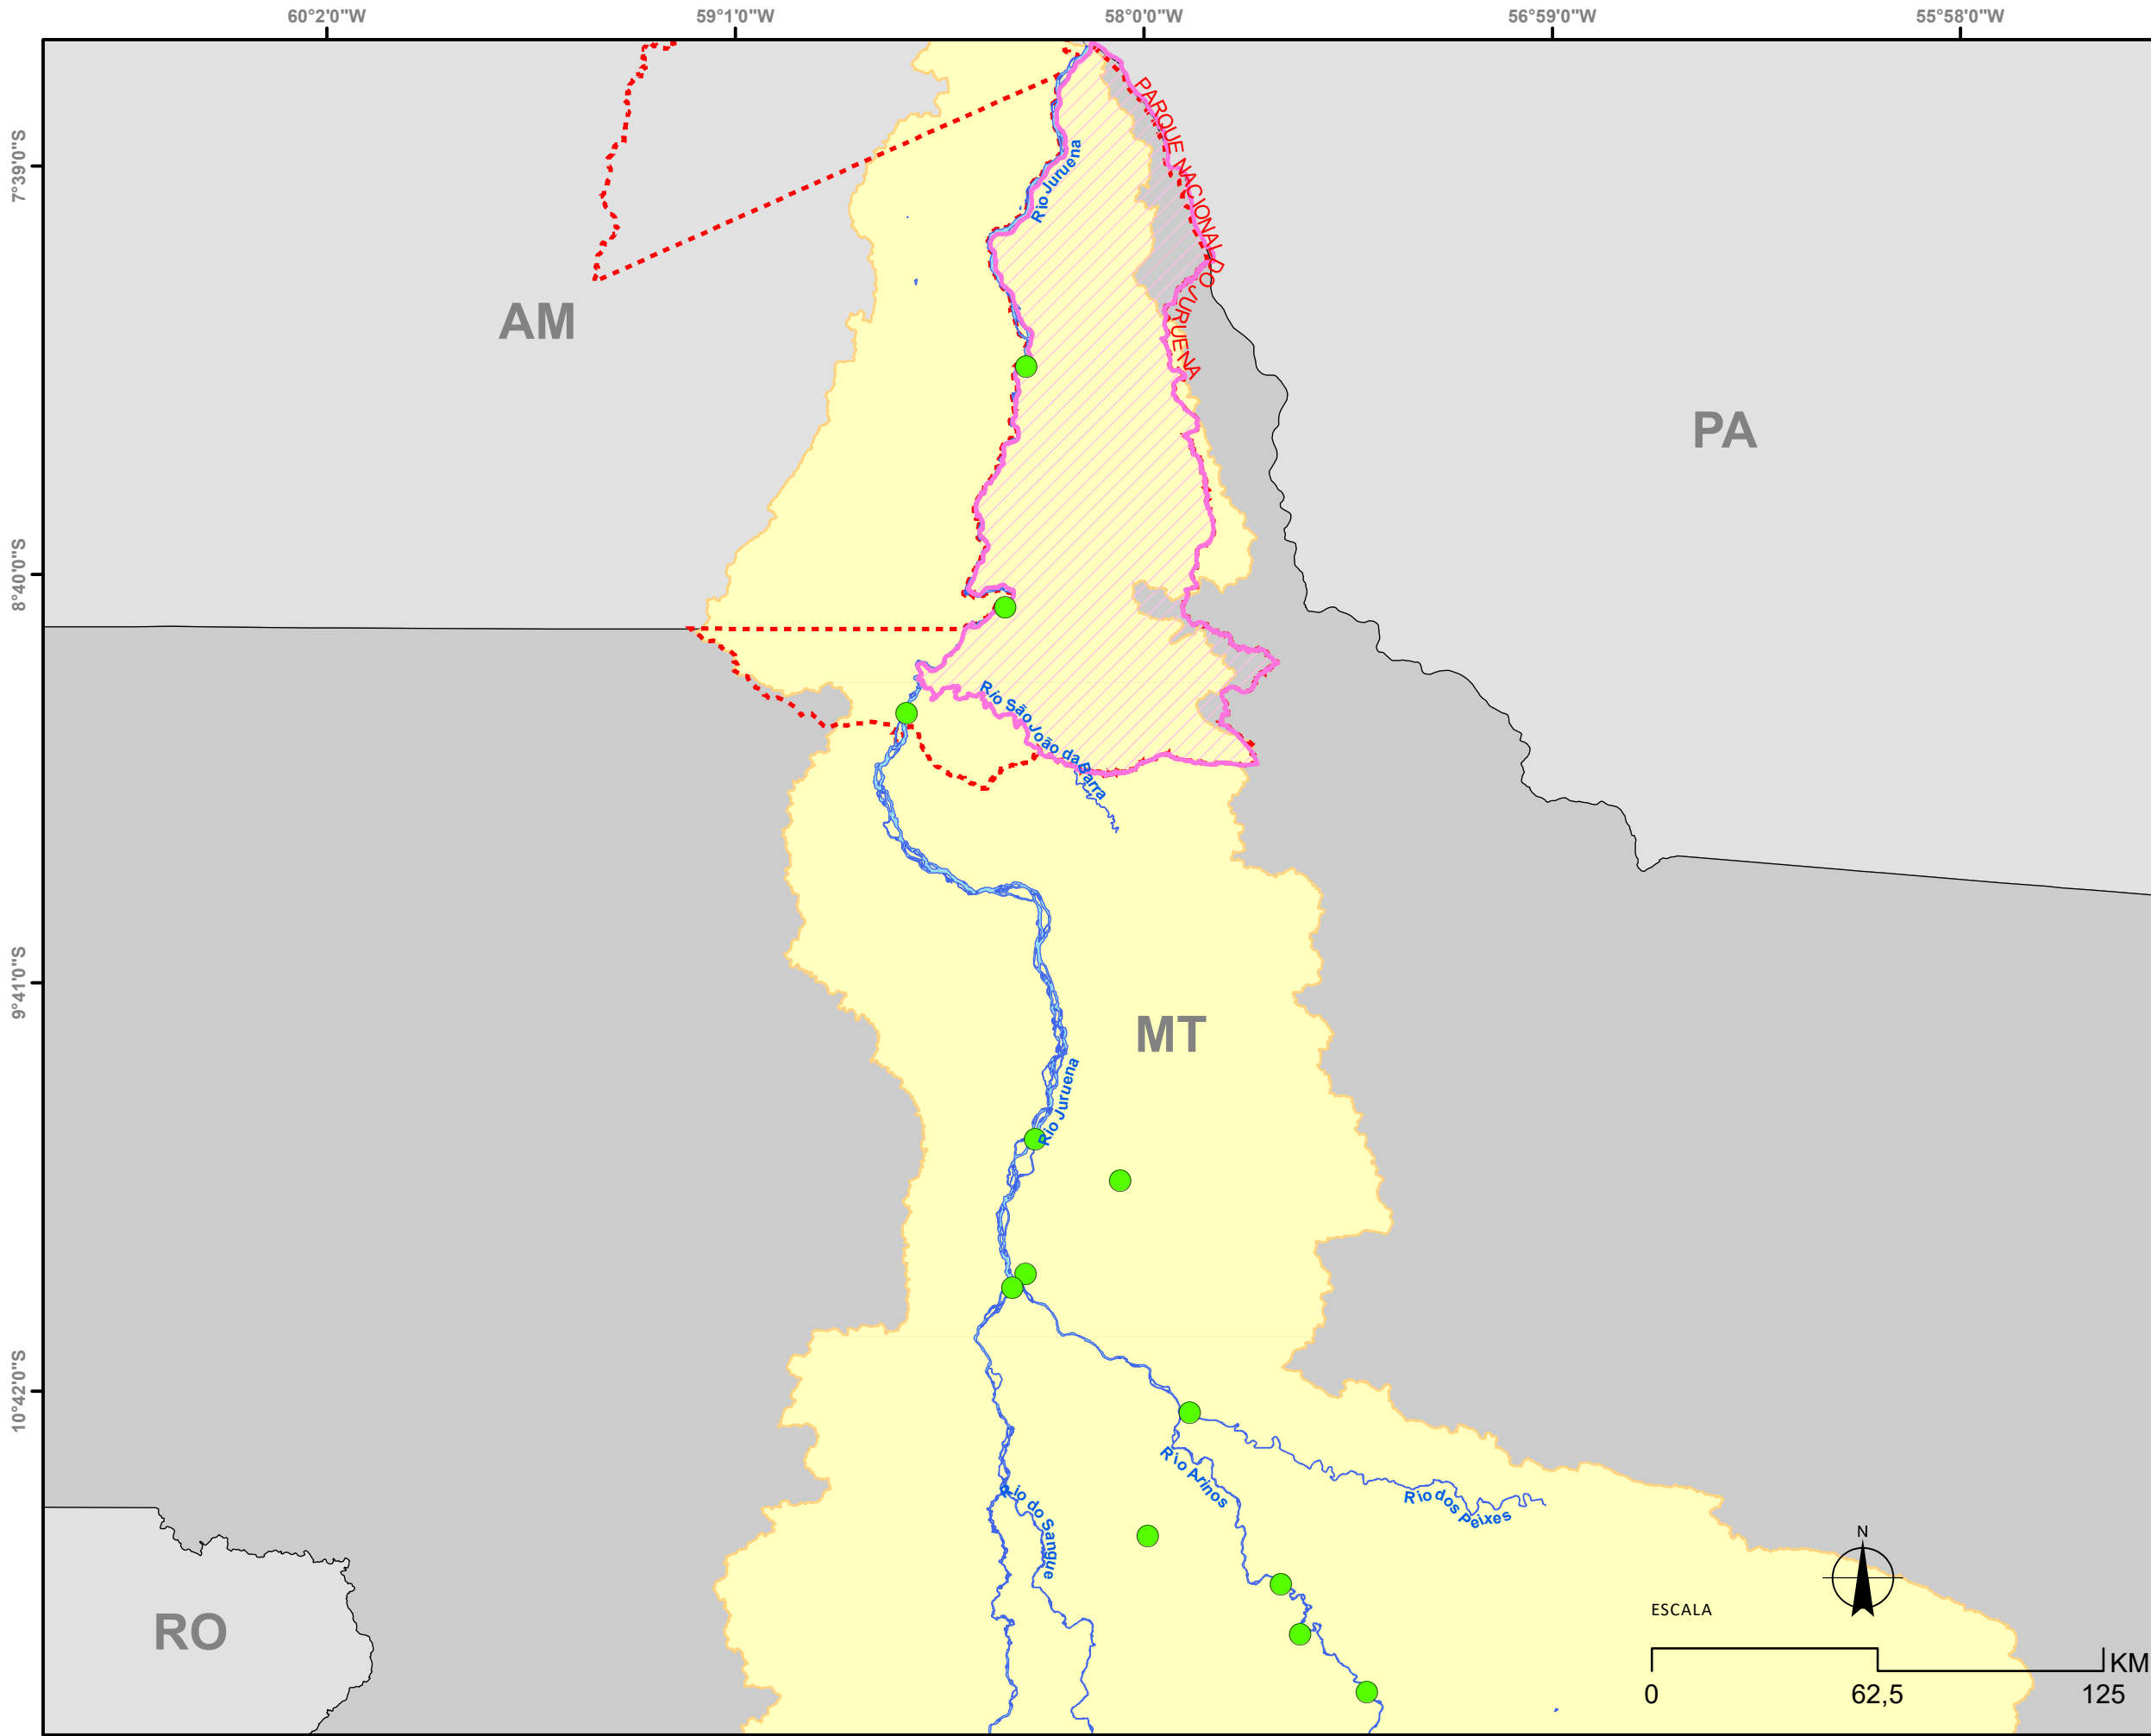 60°2'0"W
59°1'0"W
58°0'0"W
56°59'0"W
55°58'0"W
7°39'0"S
8°40'0"S
9°41'0"S
10°42'0"S
PARQUE NACIONAL DO JURUENA
Rio Juruena
AM
PA
Rio São João da Barra
MT
Rio Juruena
Rio Arinos
Rio dos Peixes
Rio do Sangue
RO
N
ESCALA
KM
0
62,5
125